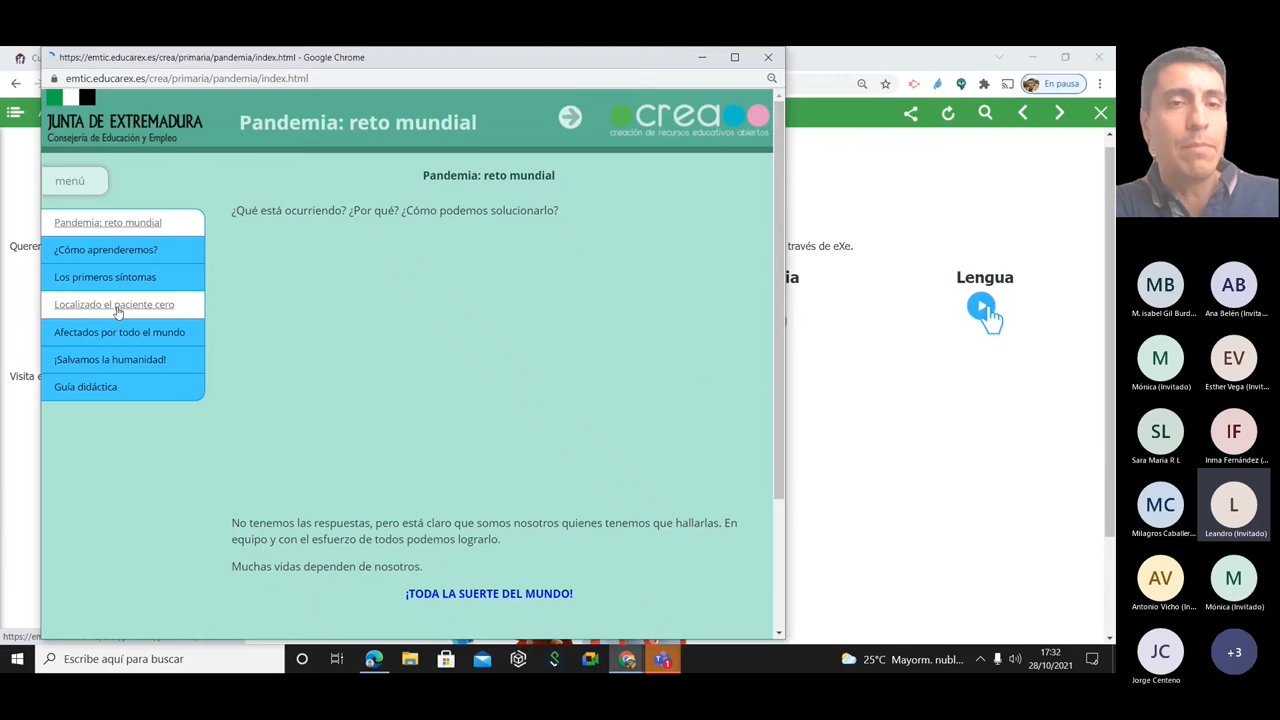 https://emtic.educarex.es/crea/primaria/pandemia/index.html - Google Chrome
emtic.educarex.es/crea/primaria/pandemia/index.html
En pausa
JUNTA DE EXTREMADURA
Consejería de Educación y Empleo
Pandemia: reto mundial
crea
creación de recursos educativos abiertos
menú
Pandemia: reto mundial
¿Cómo aprenderemos?
Los primeros síntomas
Localizado el paciente cero
Afectados por todo el mundo
¡Salvamos la humanidad!
Guía didáctica
Pandemia: reto mundial
¿Qué está ocurriendo? ¿Por qué? ¿Cómo podemos solucionarlo?
No tenemos las respuestas, pero está claro que somos nosotros quienes tenemos que hallarlas. En
equipo y con el esfuerzo de todos podemos lograrlo.
Muchas vidas dependen de nosotros.
¡TODA LA SUERTE DEL MUNDO!
Querer
través de eXe.
ia
Lengua
Visita e
https://em
Escribe aquí para buscar
25°C Mayorm. nubl...
17:32
28/10/2021
MB
M. isabel Gil Burd...
AB
Ana Belén (Invita...
M
Mónica (Invitado)
EV
Esther Vega (Invit...
SL
Sara Maria R L
IF
Inma Fernández (...
MC
Milagros Caballer...
L
Leandro (Invitado)
AV
Antonio Vicho (In...
M
Mónica (Invitado)
JC
Jorge Centeno
+3